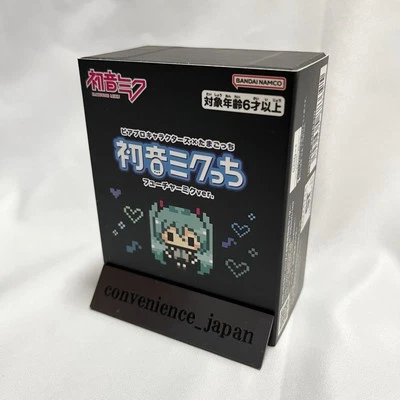 初音ミク
HATSUNE MIKU
BANDAI NAMCO
対象年齢6才以上
ピアプロキャラクターズ×たまごっち
初音ミクっち
フューチャーミクver.
convenience_japan